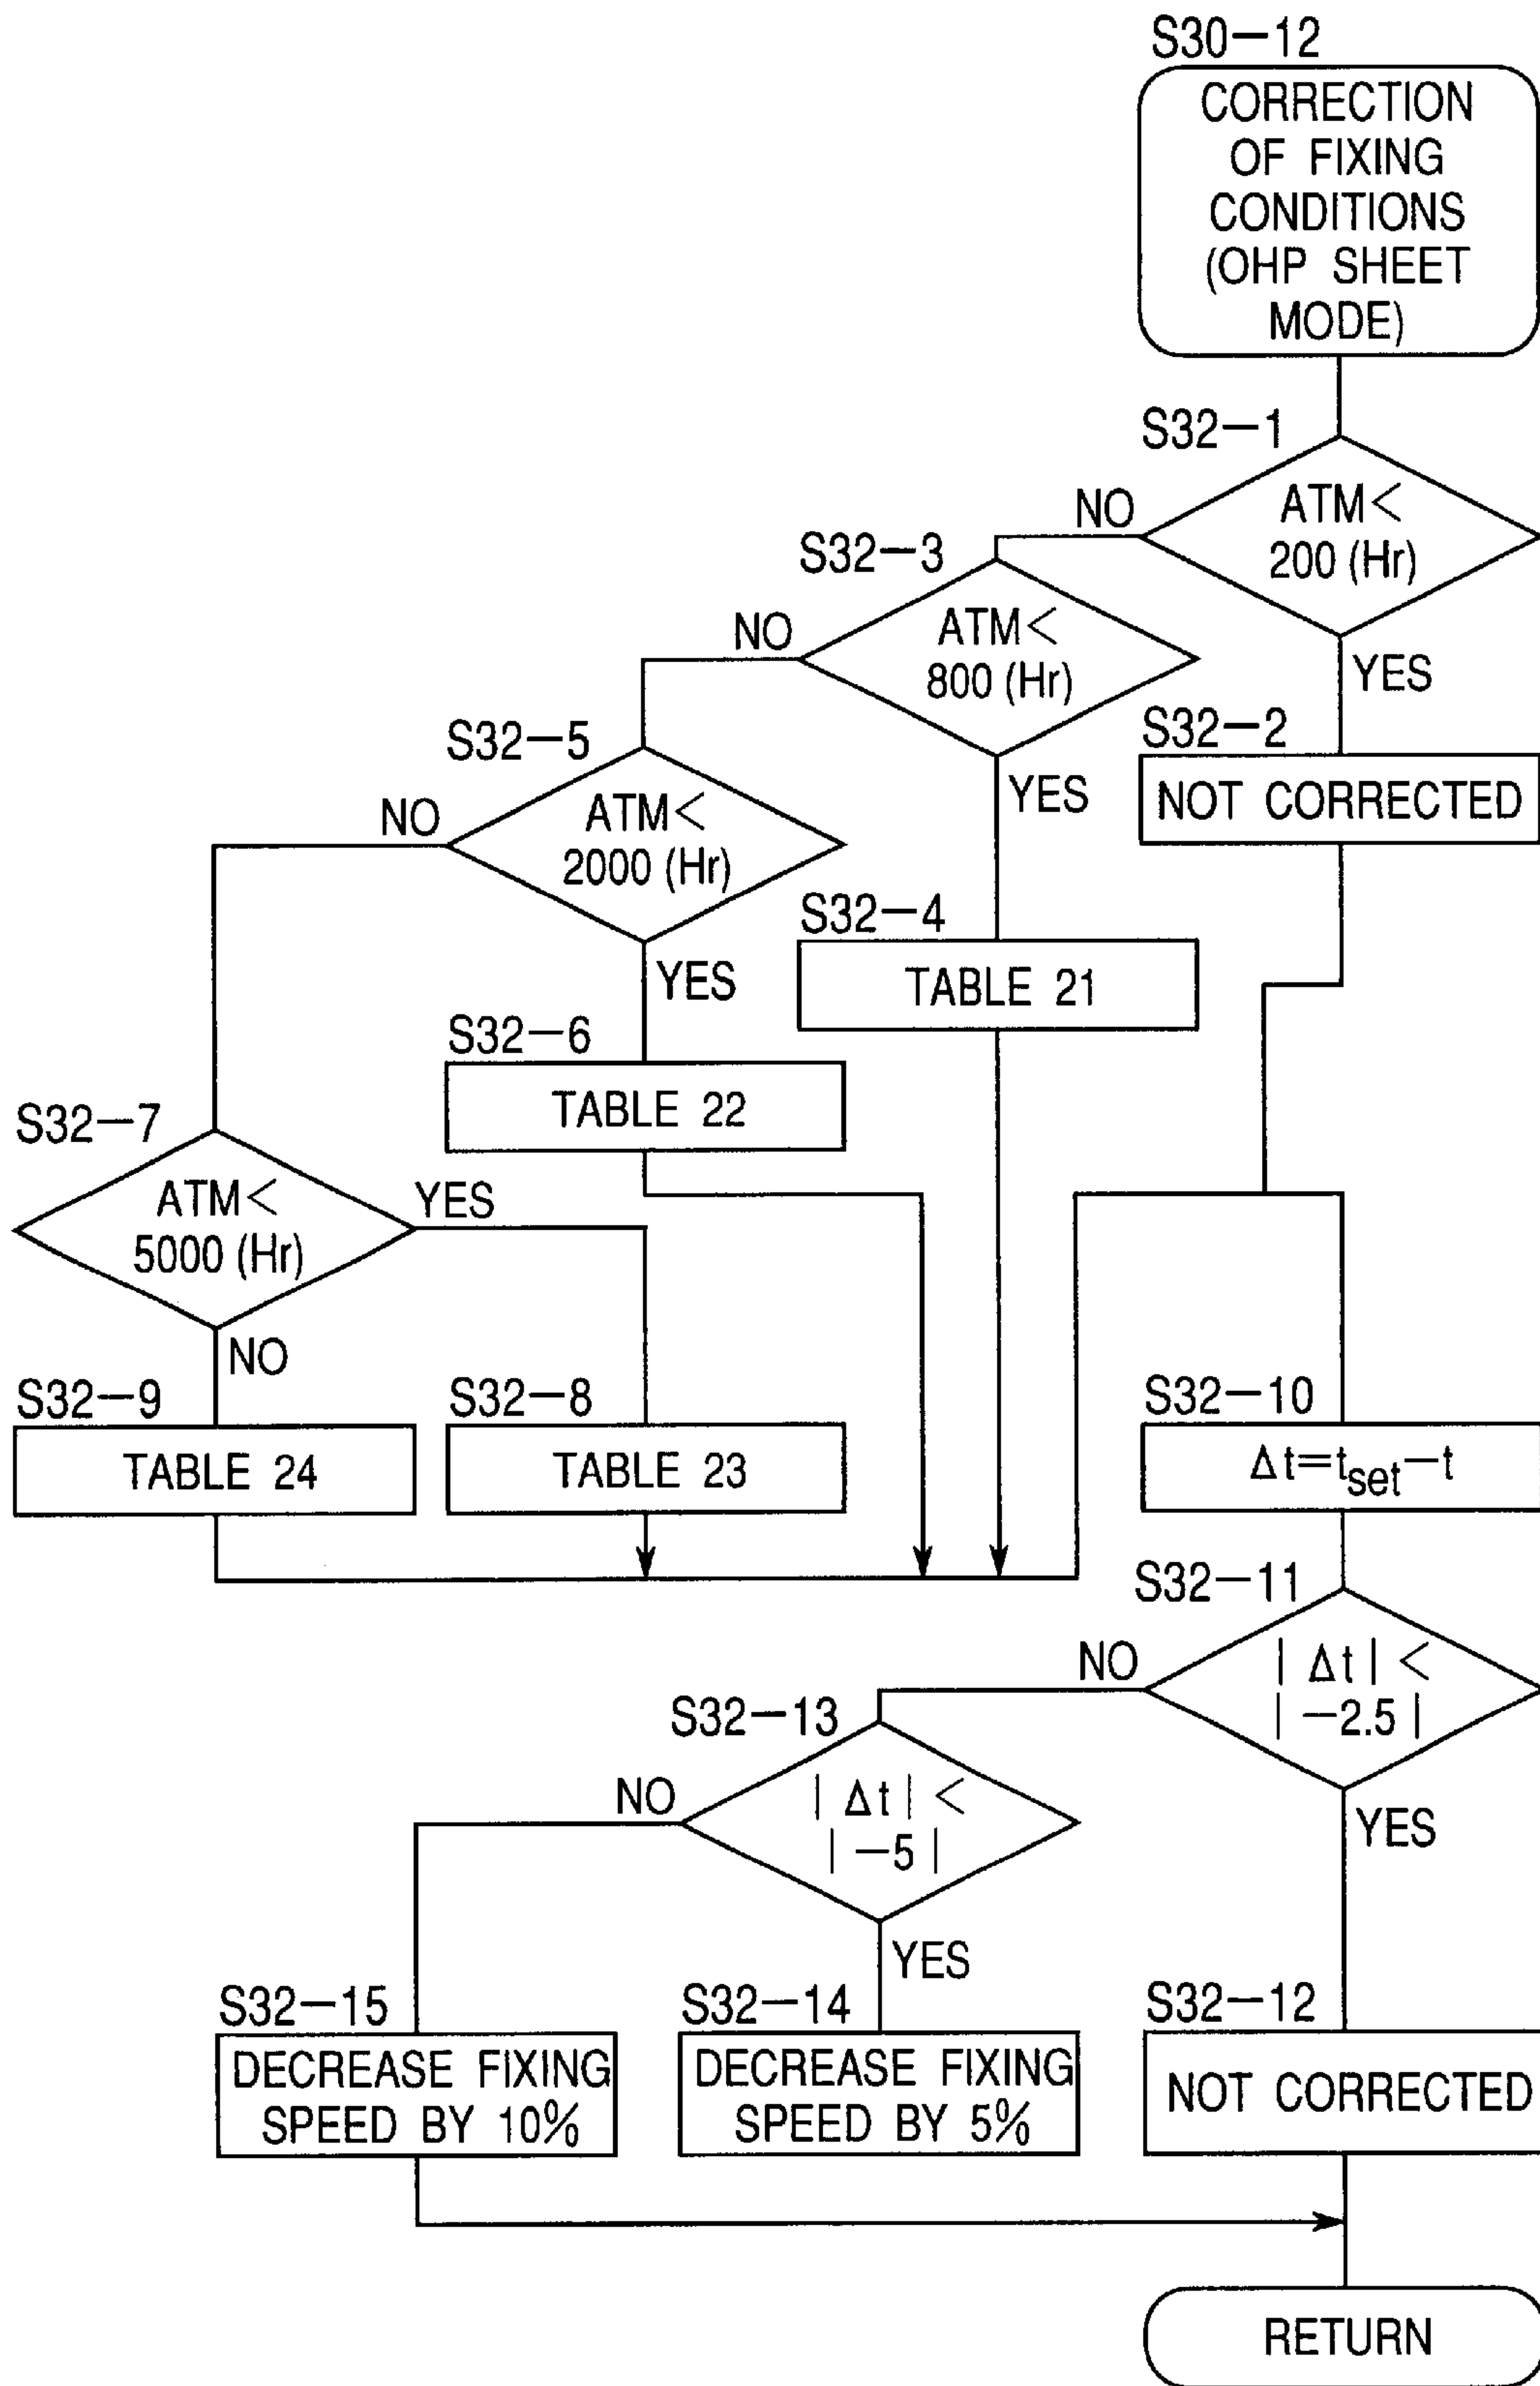 S30-12
CORRECTION
OF FIXING
CONDITIONS
(OHP SHEET
MODE)
S32-1
ATM<
200 (Hr)
NO
YES
S32-2
NOT CORRECTED
S32-3
ATM<
800 (Hr)
NO
YES
S32-4
TABLE 21
S32-5
ATM<
2000 (Hr)
NO
YES
S32-6
TABLE 22
S32-7
ATM<
5000 (Hr)
YES
NO
S32-9
TABLE 24
S32-8
TABLE 23
S32-10
Δt=tset-t
S32-11
| Δt | <
| -2.5 |
NO
YES
S32-13
| Δt | <
| -5 |
NO
YES
S32-15
DECREASE FIXING
SPEED BY 10%
S32-14
DECREASE FIXING
SPEED BY 5%
S32-12
NOT CORRECTED
RETURN